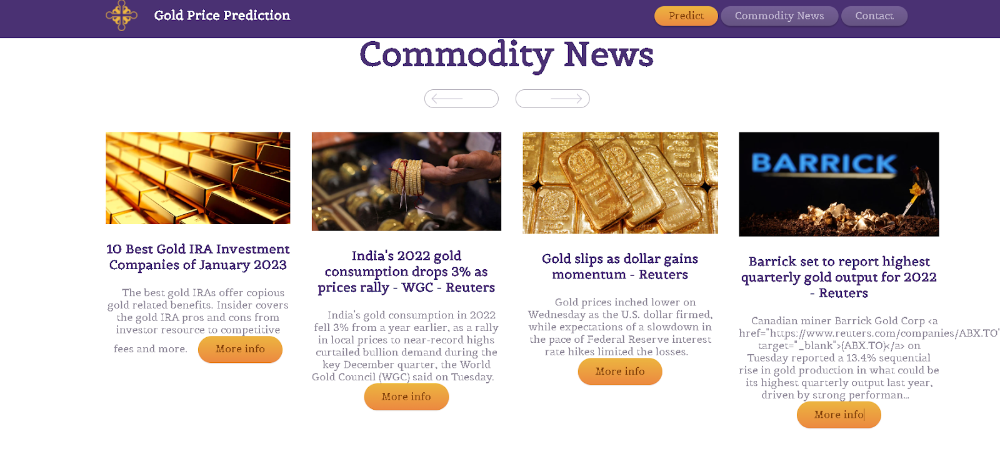 Gold Price Prediction
Predict
Commodity News
Contact
Commodity News
10 Best Gold IRA Investment
Companies of January 2023
The best gold IRAs offer copious
gold related benefits. Insider covers
the gold IRA pros and cons from
investor resource to competitive
fees and more.
More info
India's 2022 gold
consumption drops 3% as
prices rally - WGC - Reuters
India's gold consumption in 2022
fell 3% from a year earlier, as a rally
in local prices to near-record highs
curtailed bullion demand during the
key December quarter, the World
Gold Council (WGC) said on Tuesday.
More info
Gold slips as dollar gains
momentum - Reuters
Gold prices inched lower on
Wednesday as the U.S. dollar firmed,
while expectations of a slowdown in
the pace of Federal Reserve interest
rate hikes limited the losses.
More info
BARRICK
Barrick set to report highest
quarterly gold output for 2022
- Reuters
Canadian miner Barrick Gold Corp <a
href="https://www.reuters.com/companies/ABX.TO"
target="_blank">(ABX.TO)</a> on
Tuesday reported a 13.4% sequential
rise in gold production in what could be
its highest quarterly output last year,
driven by strong performan...
More info